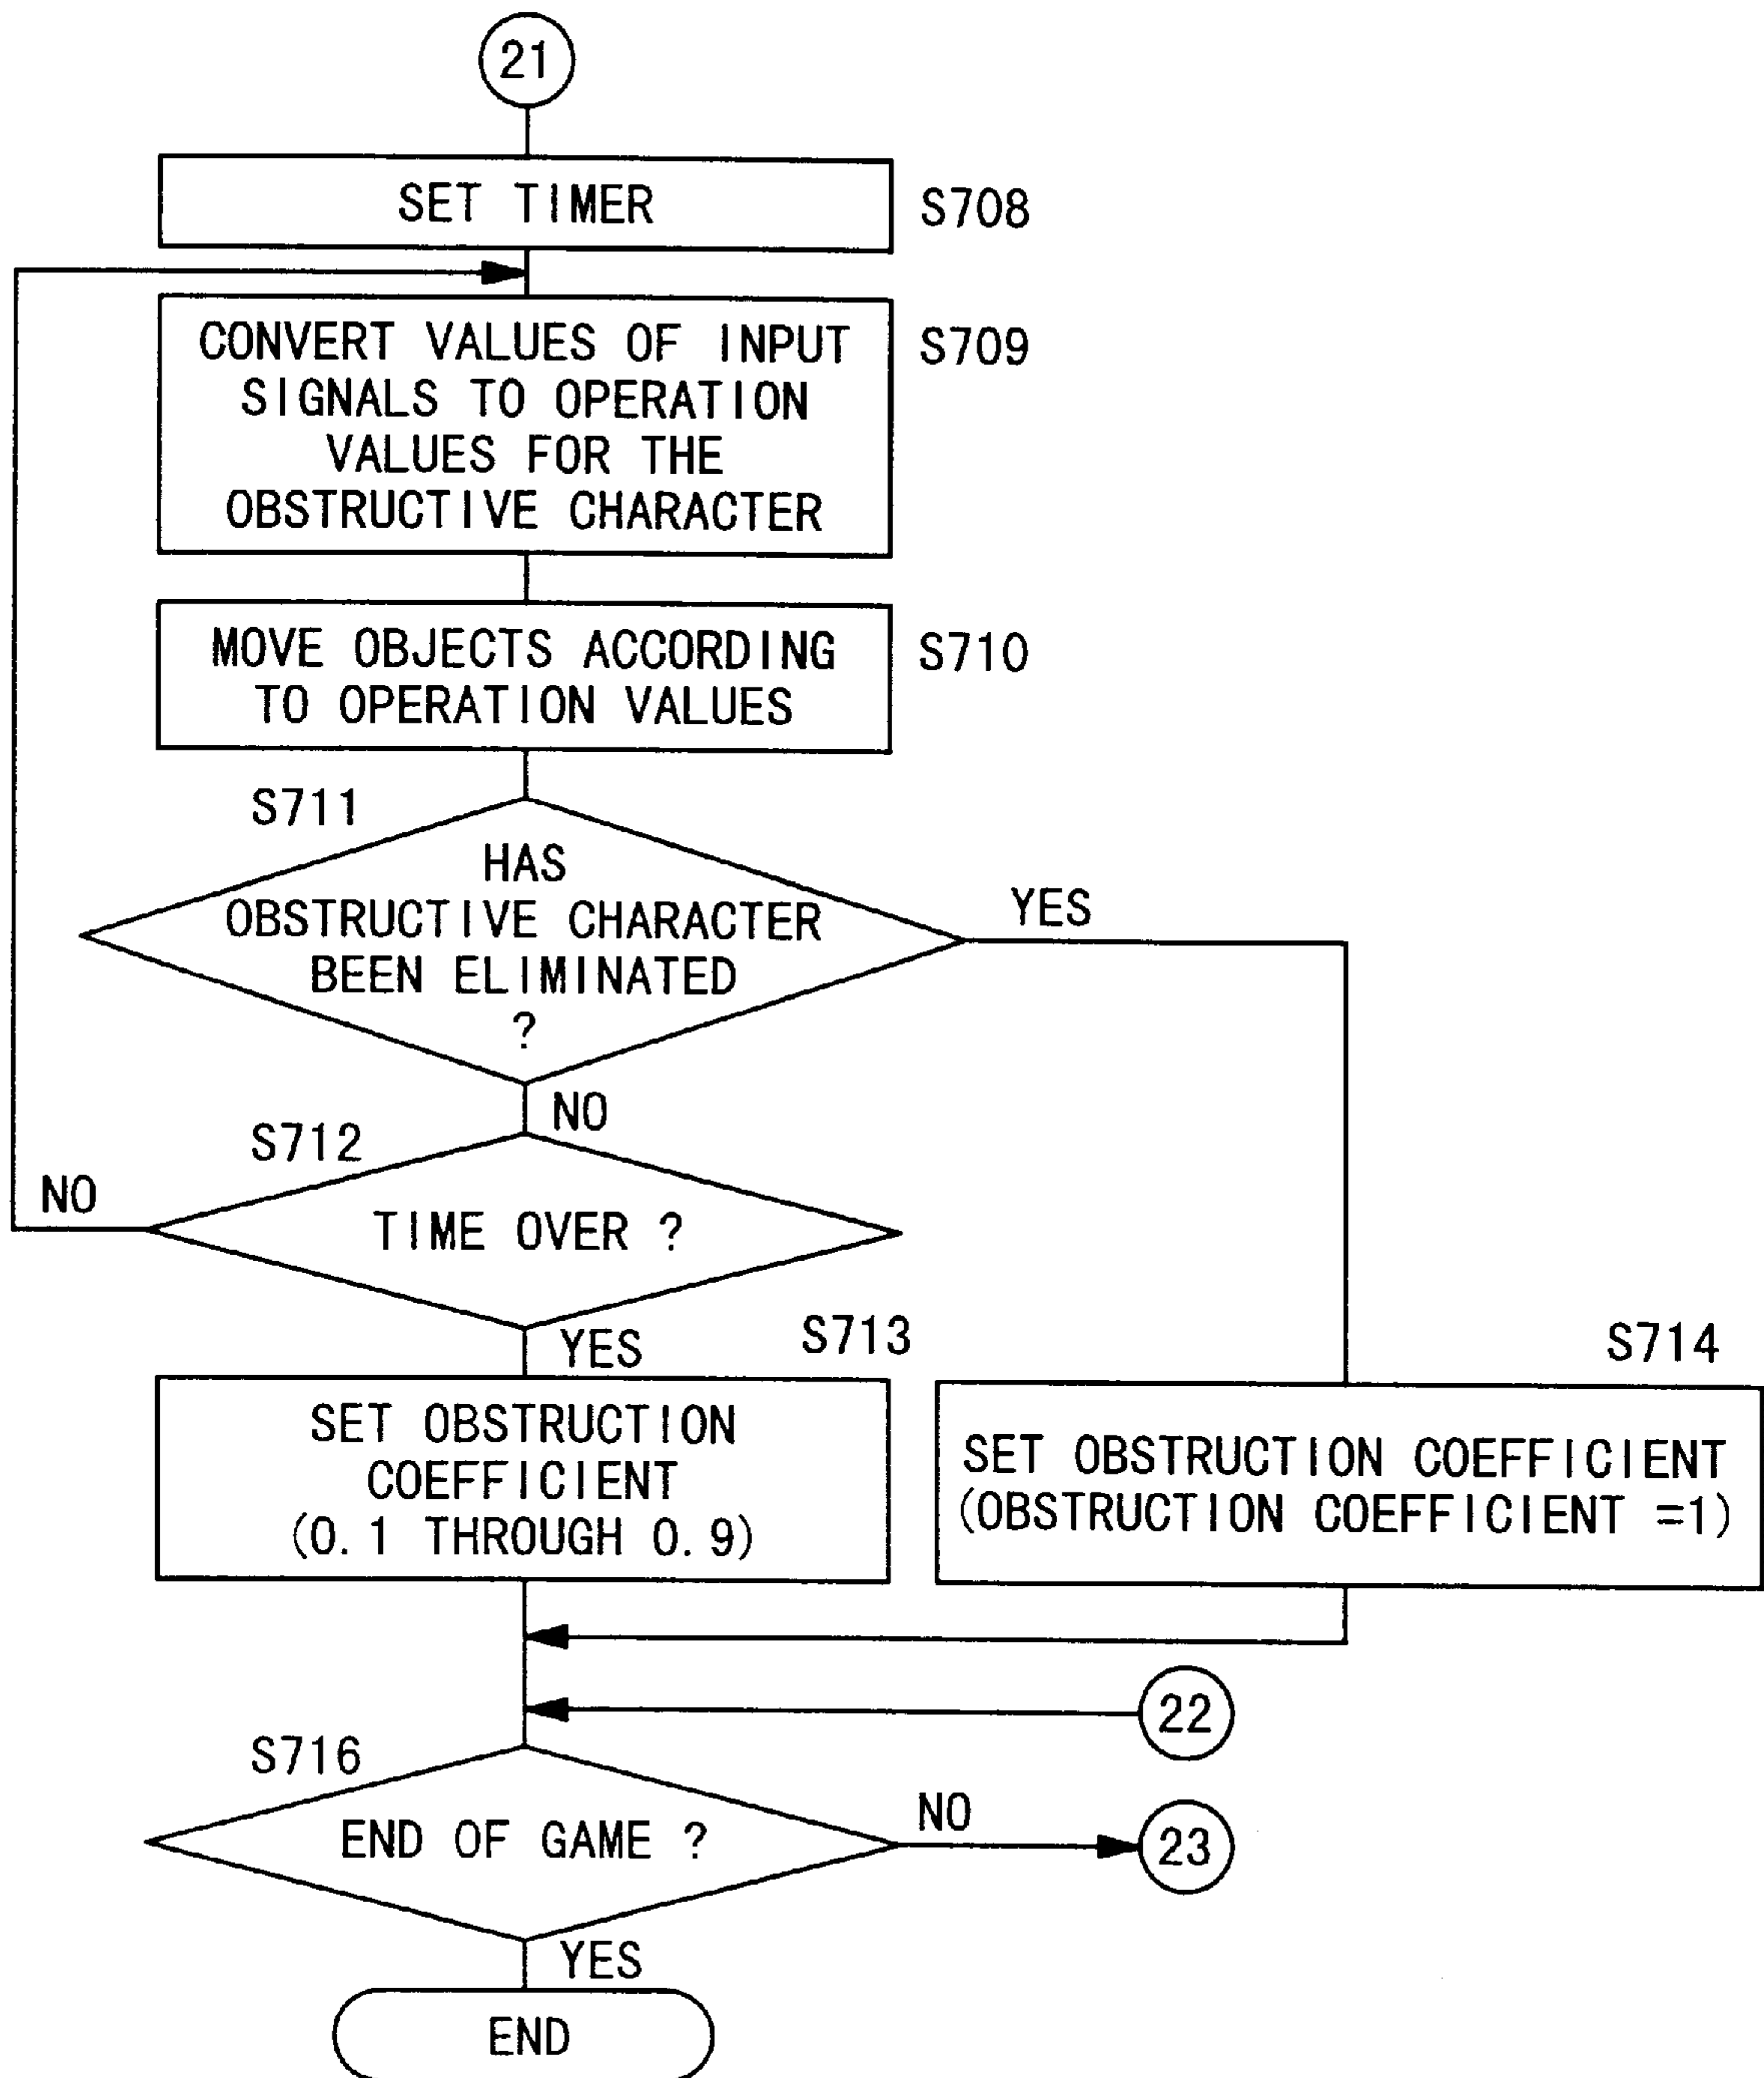 21
SET TIMER
S708
CONVERT VALUES OF INPUT
SIGNALS TO OPERATION
VALUES FOR THE
OBSTRUCTIVE CHARACTER
S709
MOVE OBJECTS ACCORDING
TO OPERATION VALUES
S710
S711
HAS
OBSTRUCTIVE CHARACTER
BEEN ELIMINATED
?
YES
NO
S712
NO
TIME OVER ?
YES
S713
SET OBSTRUCTION
COEFFICIENT
(0.1 THROUGH 0.9)
S714
SET OBSTRUCTION COEFFICIENT
(OBSTRUCTION COEFFICIENT =1)
22
S716
END OF GAME ?
NO
23
YES
END